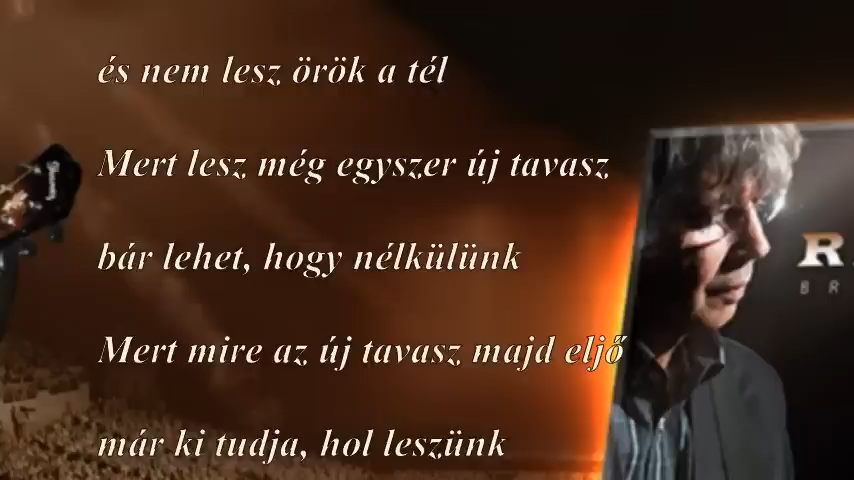 és nem lesz örök a tél
Mert lesz még egyszer új tavasz
bár lehet, hogy nélkülünk
Mert mire az új tavasz majd eljő
már ki tudja, hol leszünk
B R